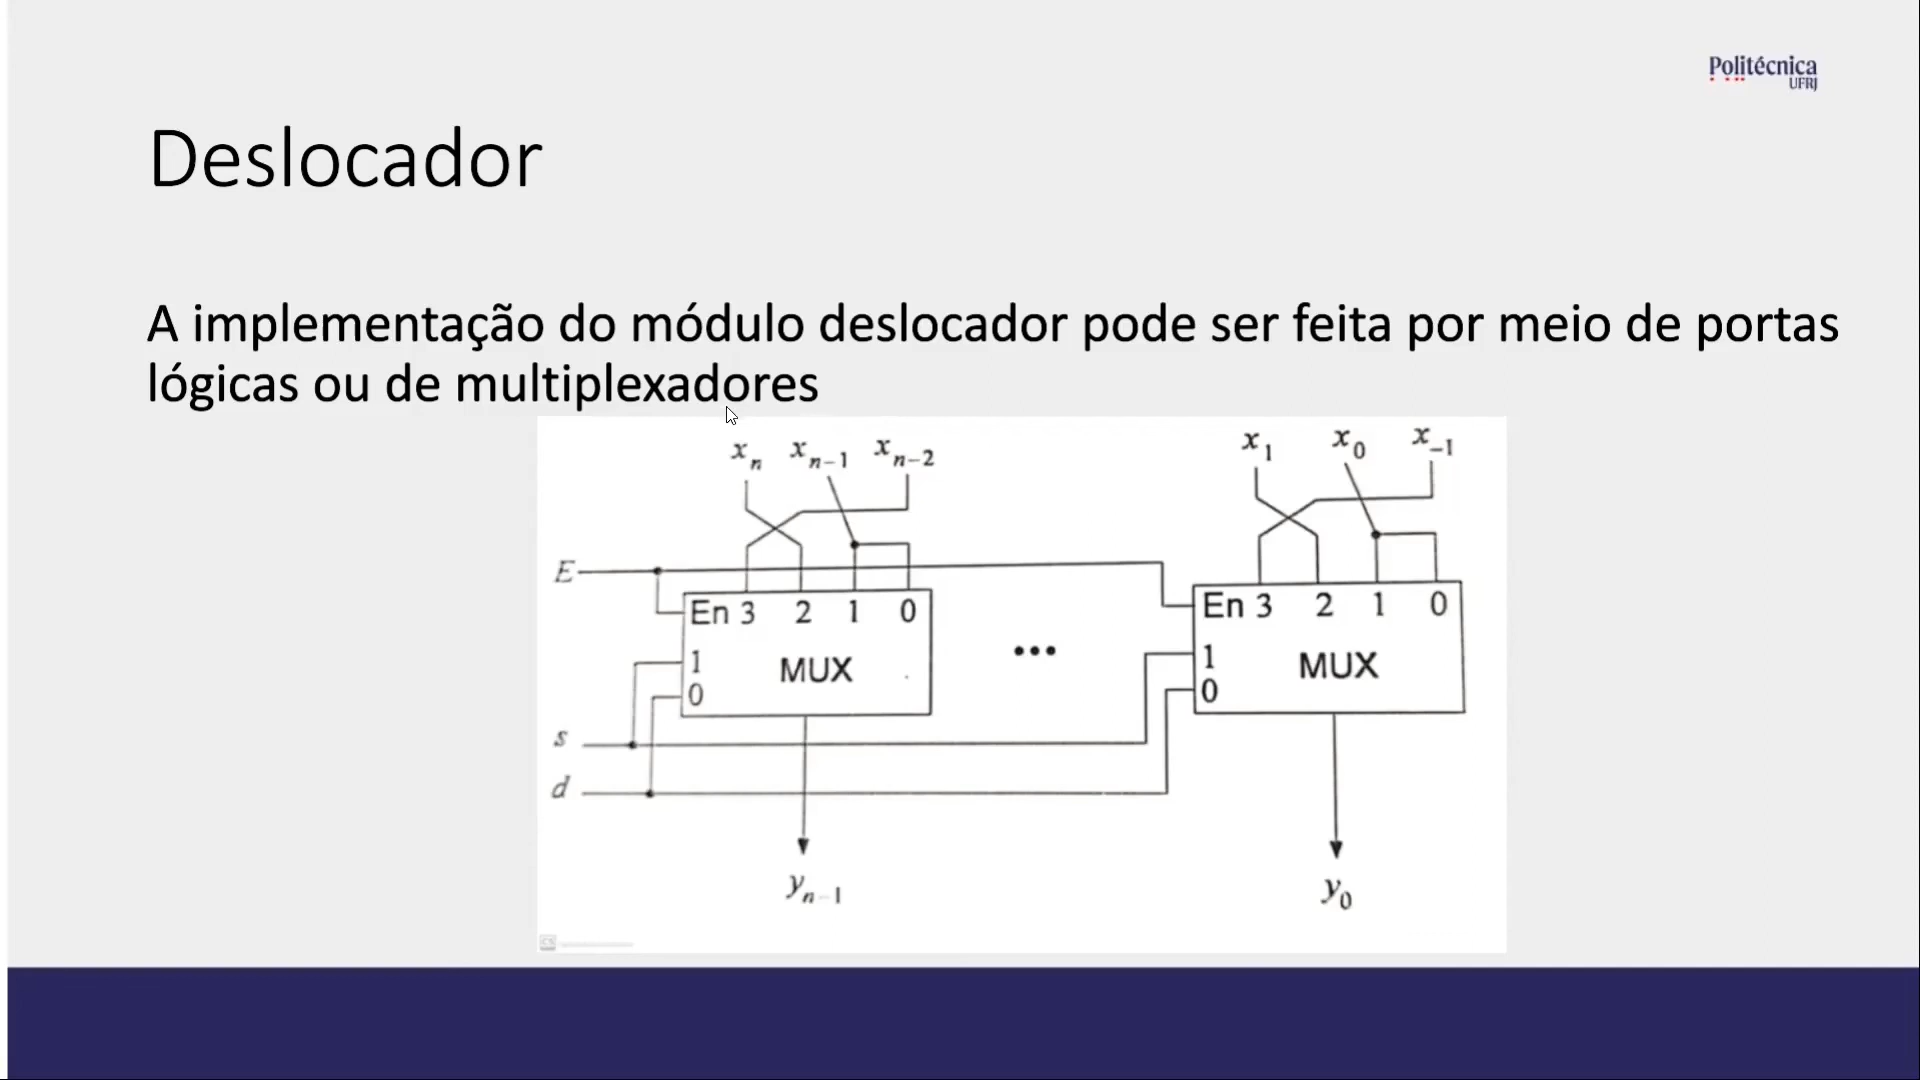 Politécnica
UFRJ
Deslocador
A implementação do módulo deslocador pode ser feita por meio de portas
lógicas ou de multiplexadores
xn xn−1 xn−2 x1 x0 x−1
E
En 3 2 1 0 En 3 2 1 0
1 MUX ••• 1 MUX
0 0
s
d
yn−1 y0
CS